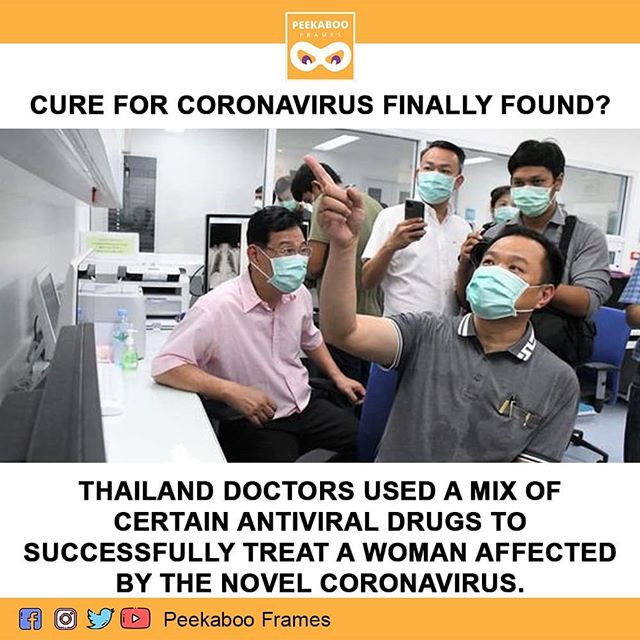 PEEKABOO
FRAMES
CURE FOR CORONAVIRUS FINALLY FOUND?
THAILAND DOCTORS USED A MIX OF
CERTAIN ANTIVIRAL DRUGS TO
SUCCESSFULLY TREAT A WOMAN AFFECTED
BY THE NOVEL CORONAVIRUS.
Peekaboo Frames